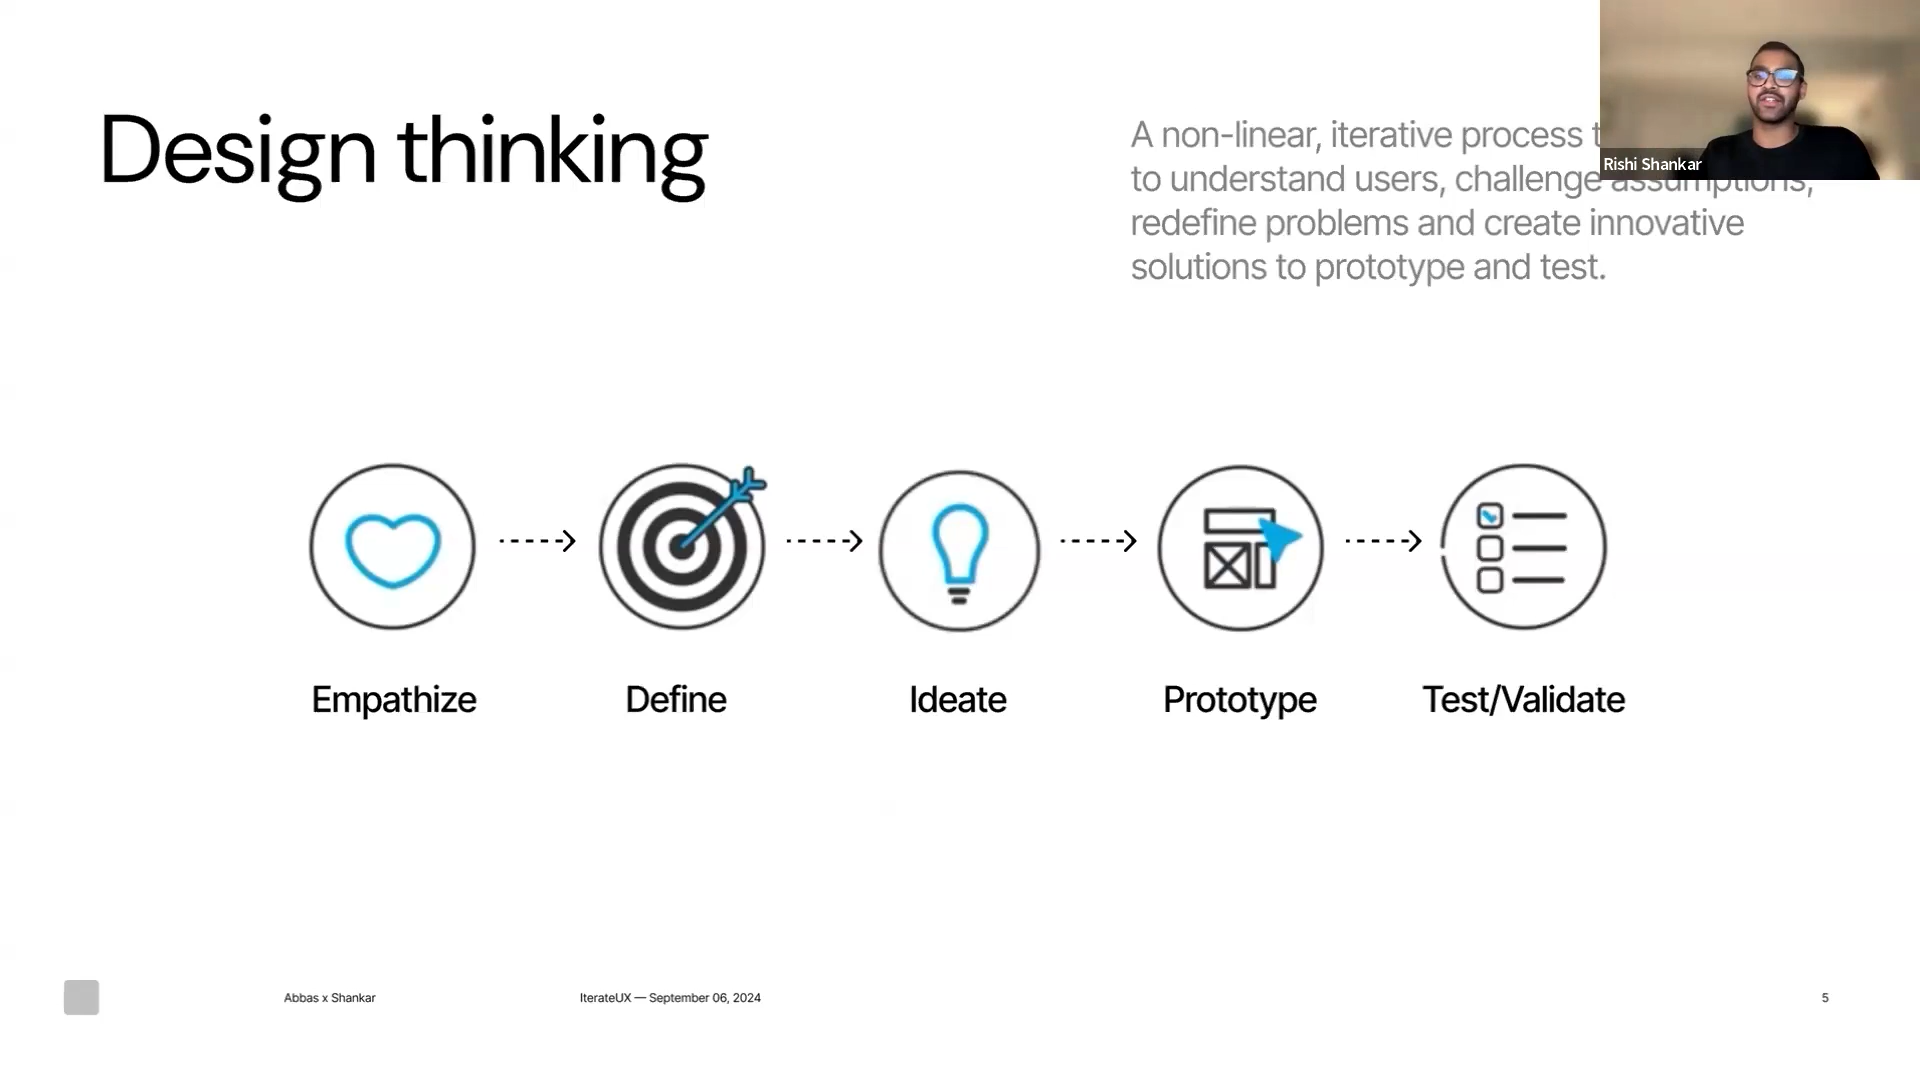 Design thinking
A non-linear, iterative process
to understand users, challenge assumptions,
redefine problems and create innovative
solutions to prototype and test.
Rishi Shankar
Empathize
Define
Ideate
Prototype
Test/Validate
Abbas x Shankar
IterateUX — September 06, 2024
5